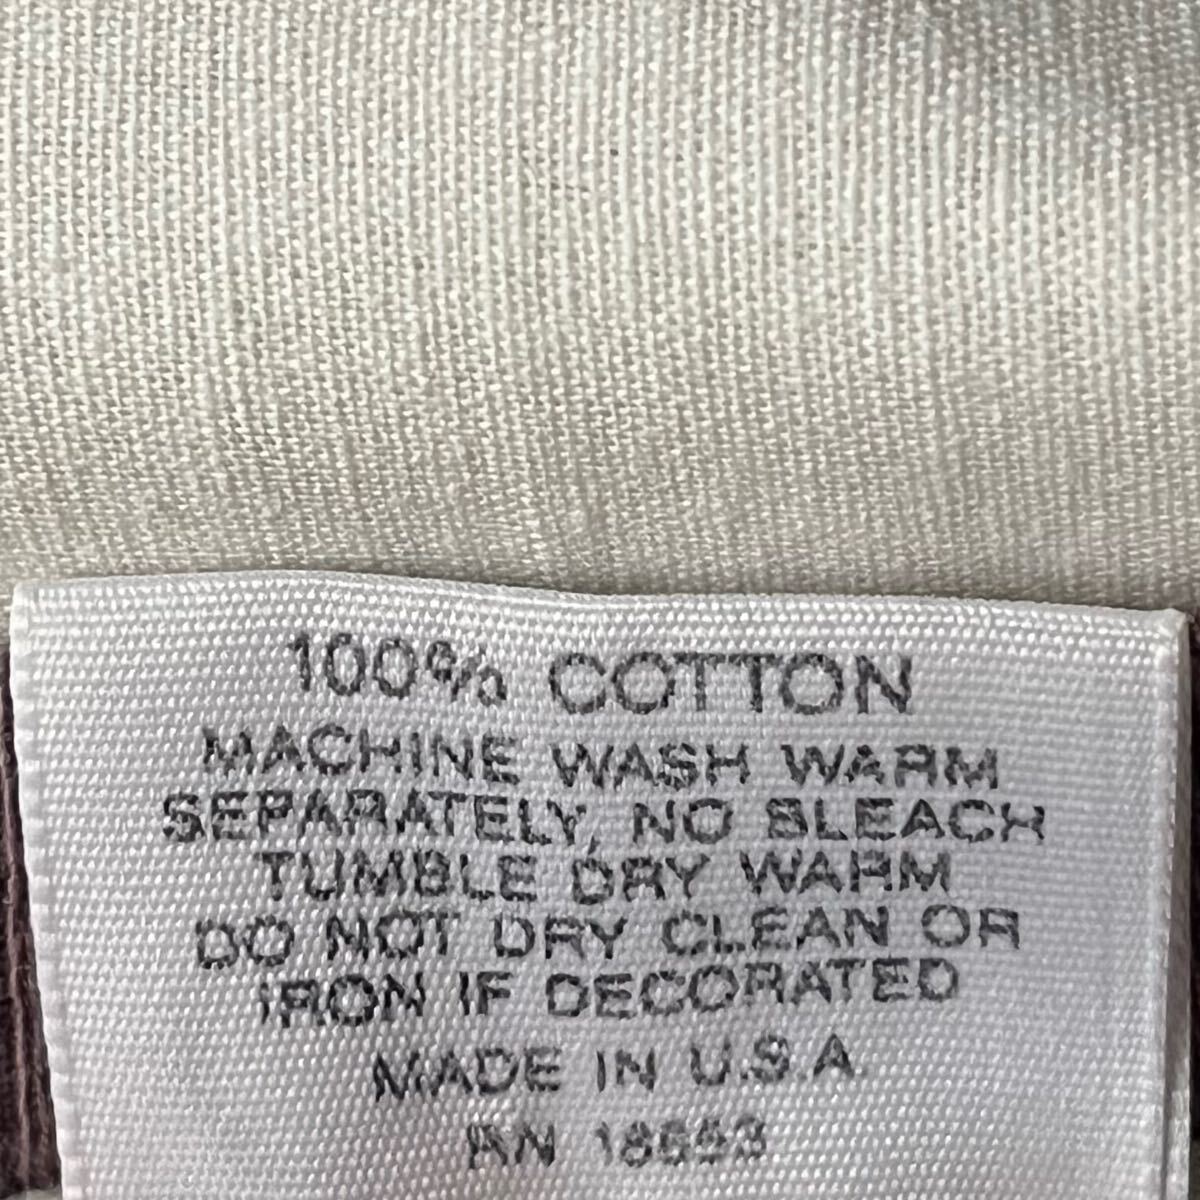 100% COTTON
MACHINE WASH WARM
SEPARATELY, NO BLEACH
TUMBLE DRY WARM
DO NOT DRY CLEAN OR
IRON IF DECORATED
MADE IN U.S.A.
RN